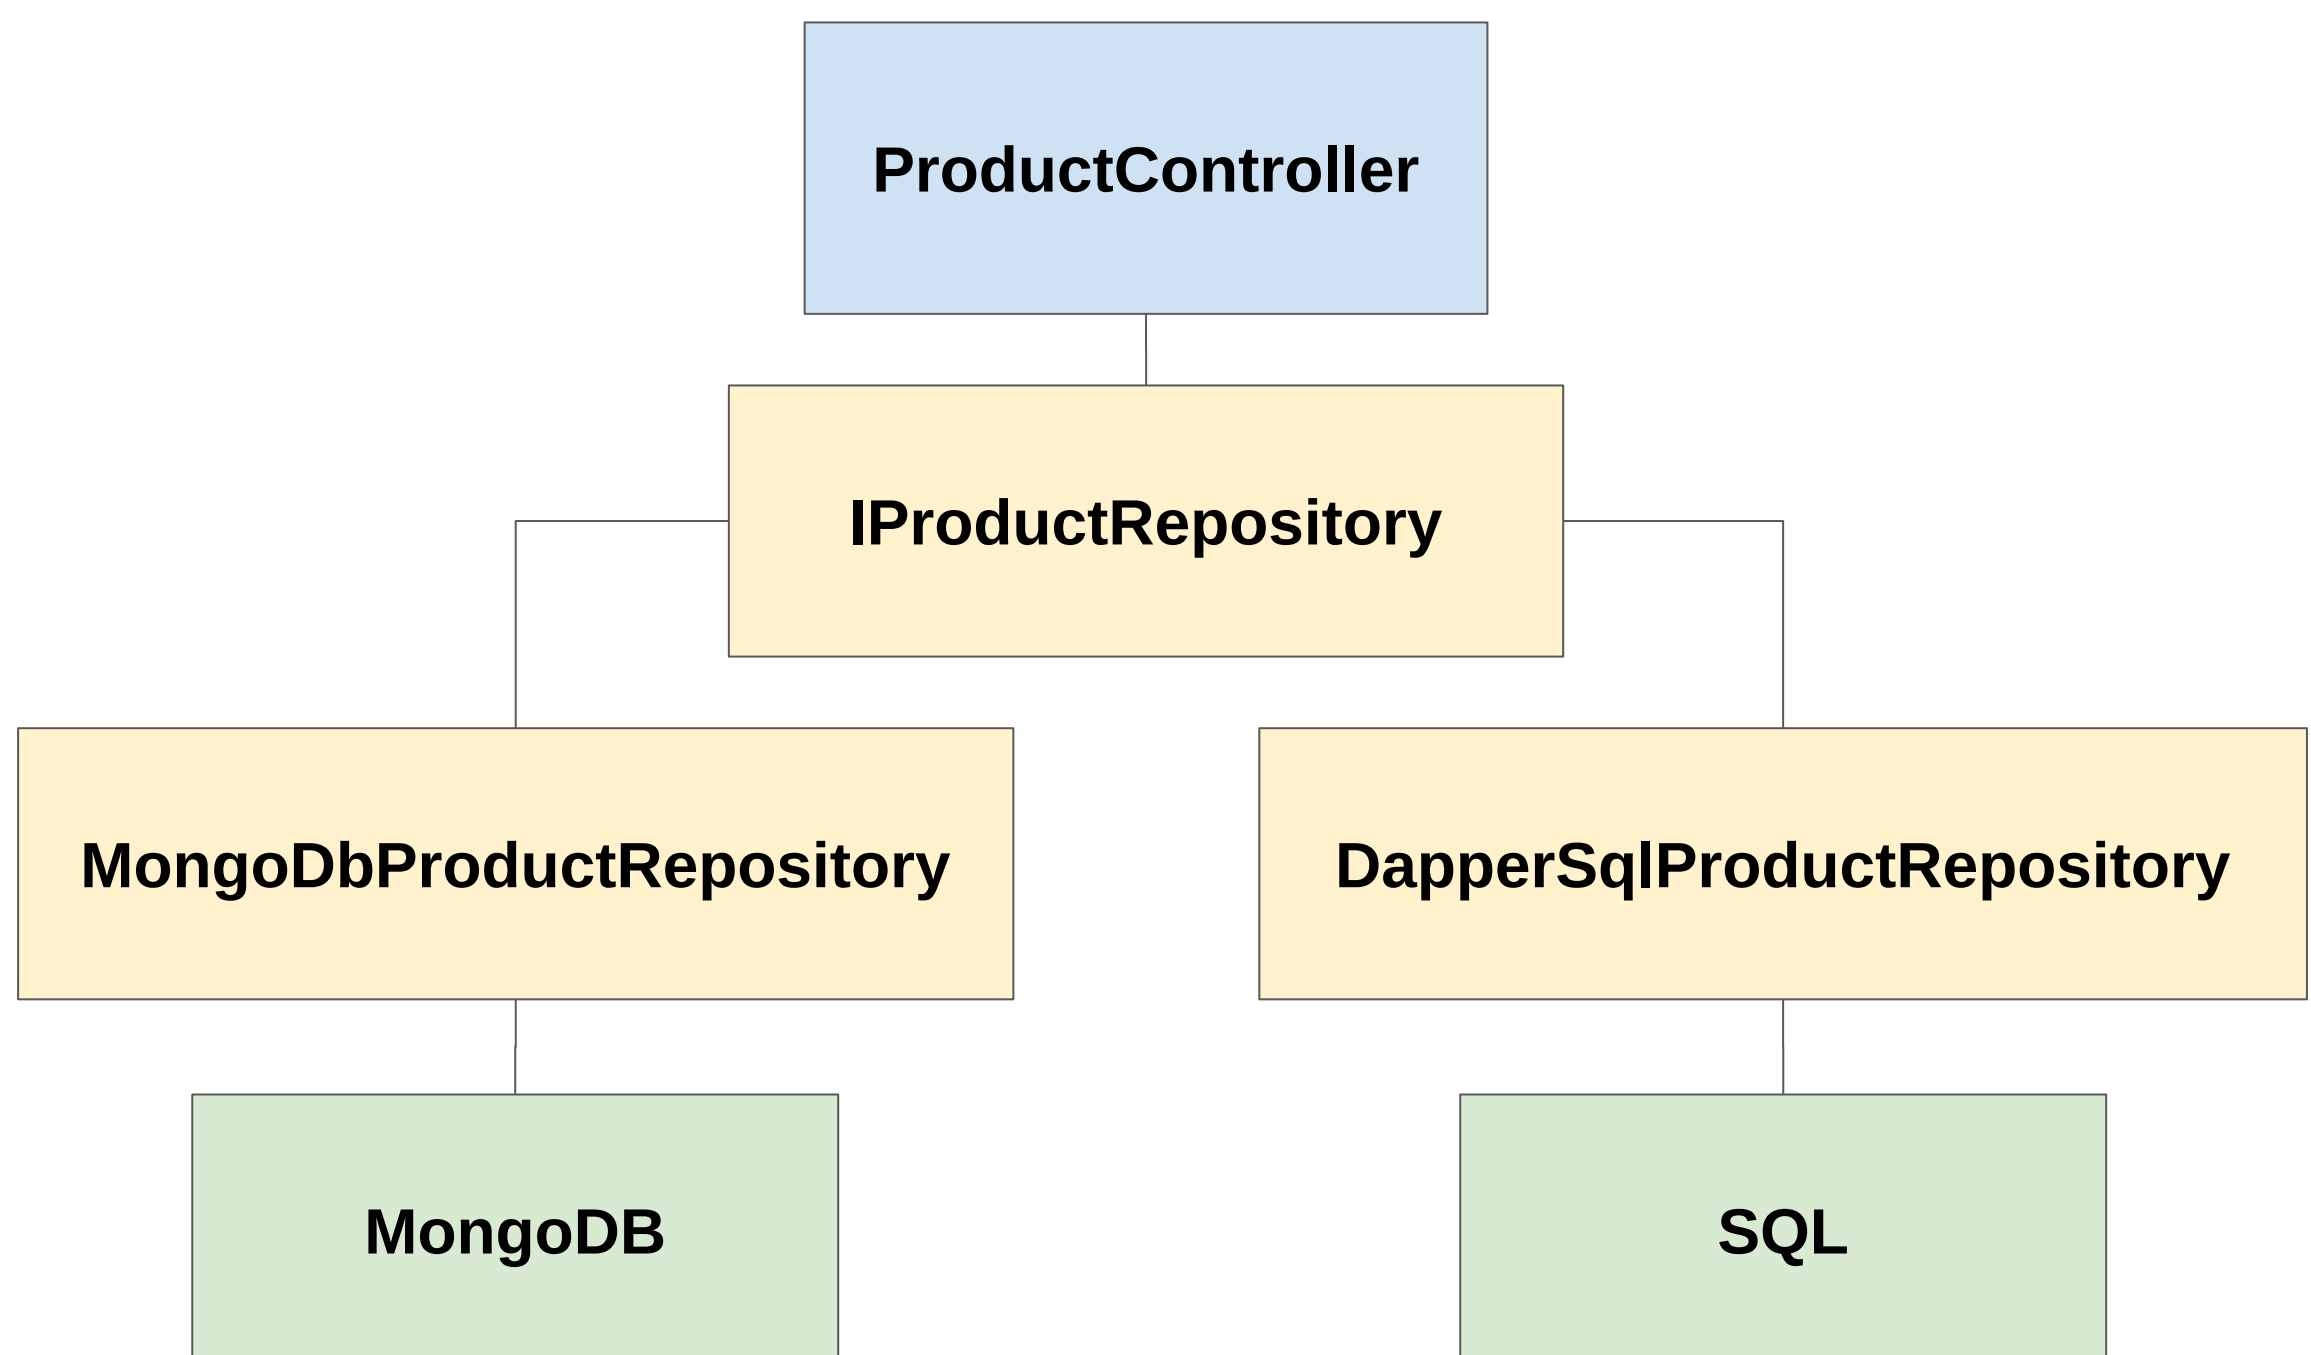 ProductController
IProductRepository
MongoDbProductRepository
DapperSqlProductRepository
MongoDB
SQL